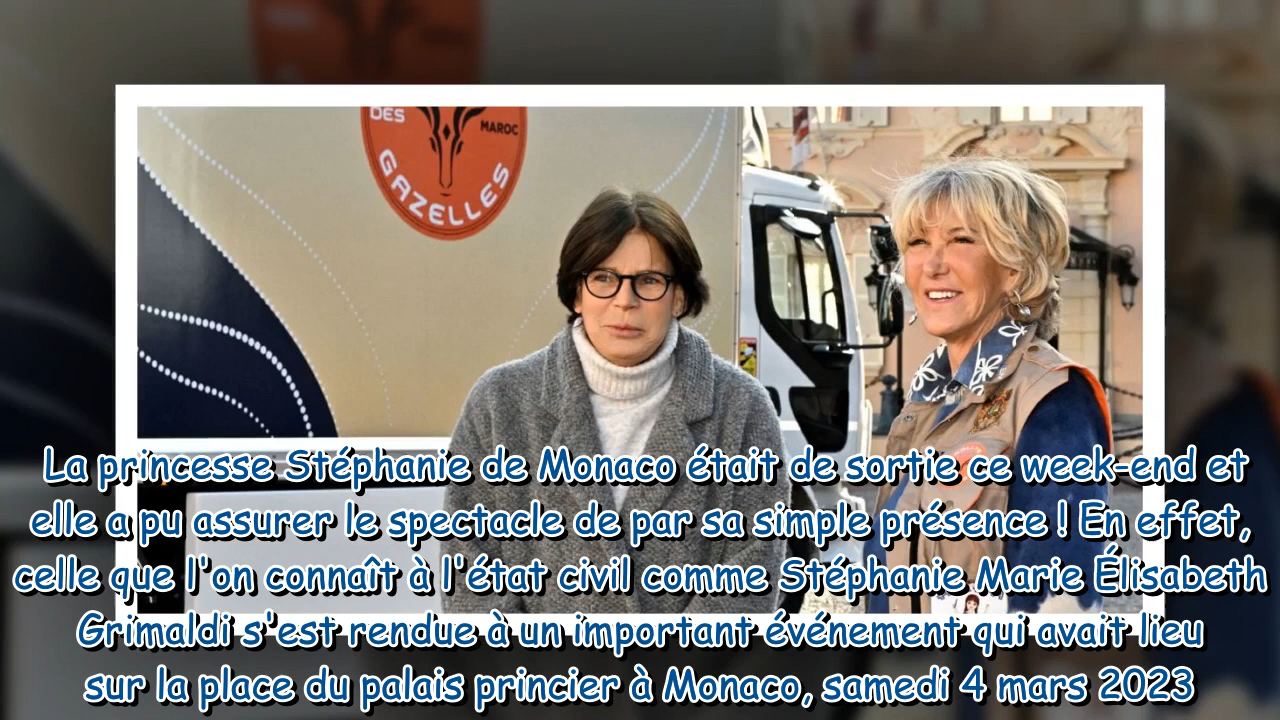 DES
MAROC
GAZELLES
La princesse Stéphanie de Monaco était de sortie ce week-end et
elle a pu assurer le spectacle de par sa simple présence ! En effet,
celle que l'on connaît à l'état civil comme Stéphanie Marie Élisabeth
Grimaldi s'est rendue à un important événement qui avait lieu
sur la place du palais princier à Monaco, samedi 4 mars 2023